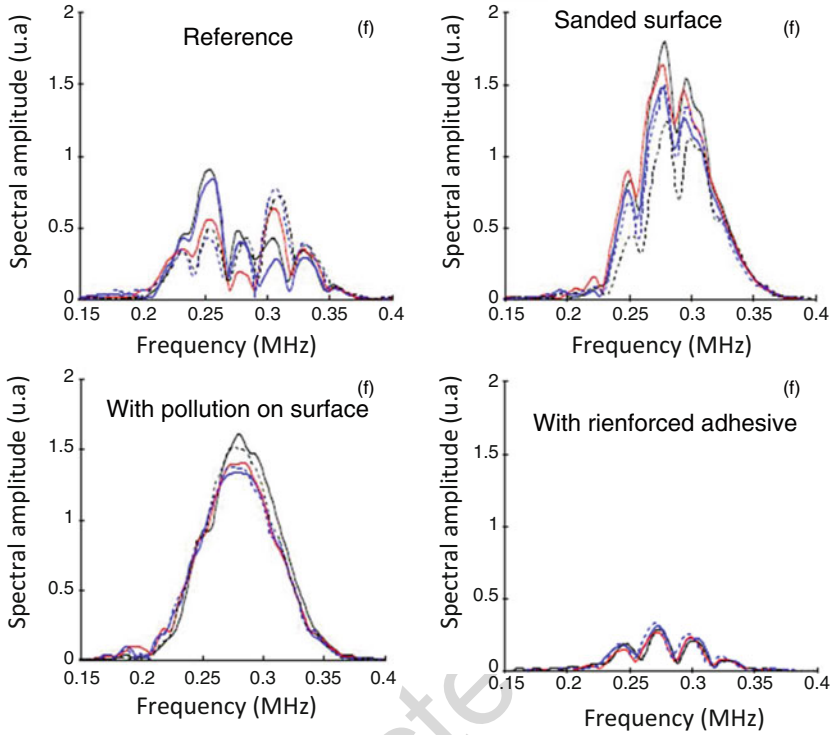 Reference
(f)
Spectral amplitude (u.a)
2
1.5
1
0.5
0
0.15
0.2
0.25
0.3
0.35
0.4
Frequency (MHz)
Sanded surface
(f)
Spectral amplitude (u.a)
2
1.5
1
0.5
0
0.15
0.2
0.25
0.3
0.35
0.4
Frequency (MHz)
With pollution on surface
(f)
Spectral amplitude (u.a)
2
1.5
1
0.5
0
0.15
0.2
0.25
0.3
0.35
0.4
Frequency (MHz)
With rienforced adhesive
(f)
Spectral amplitude (u.a)
2
1.5
1
0.5
0
0.15
0.2
0.25
0.3
0.35
0.4
Frequency (MHz)